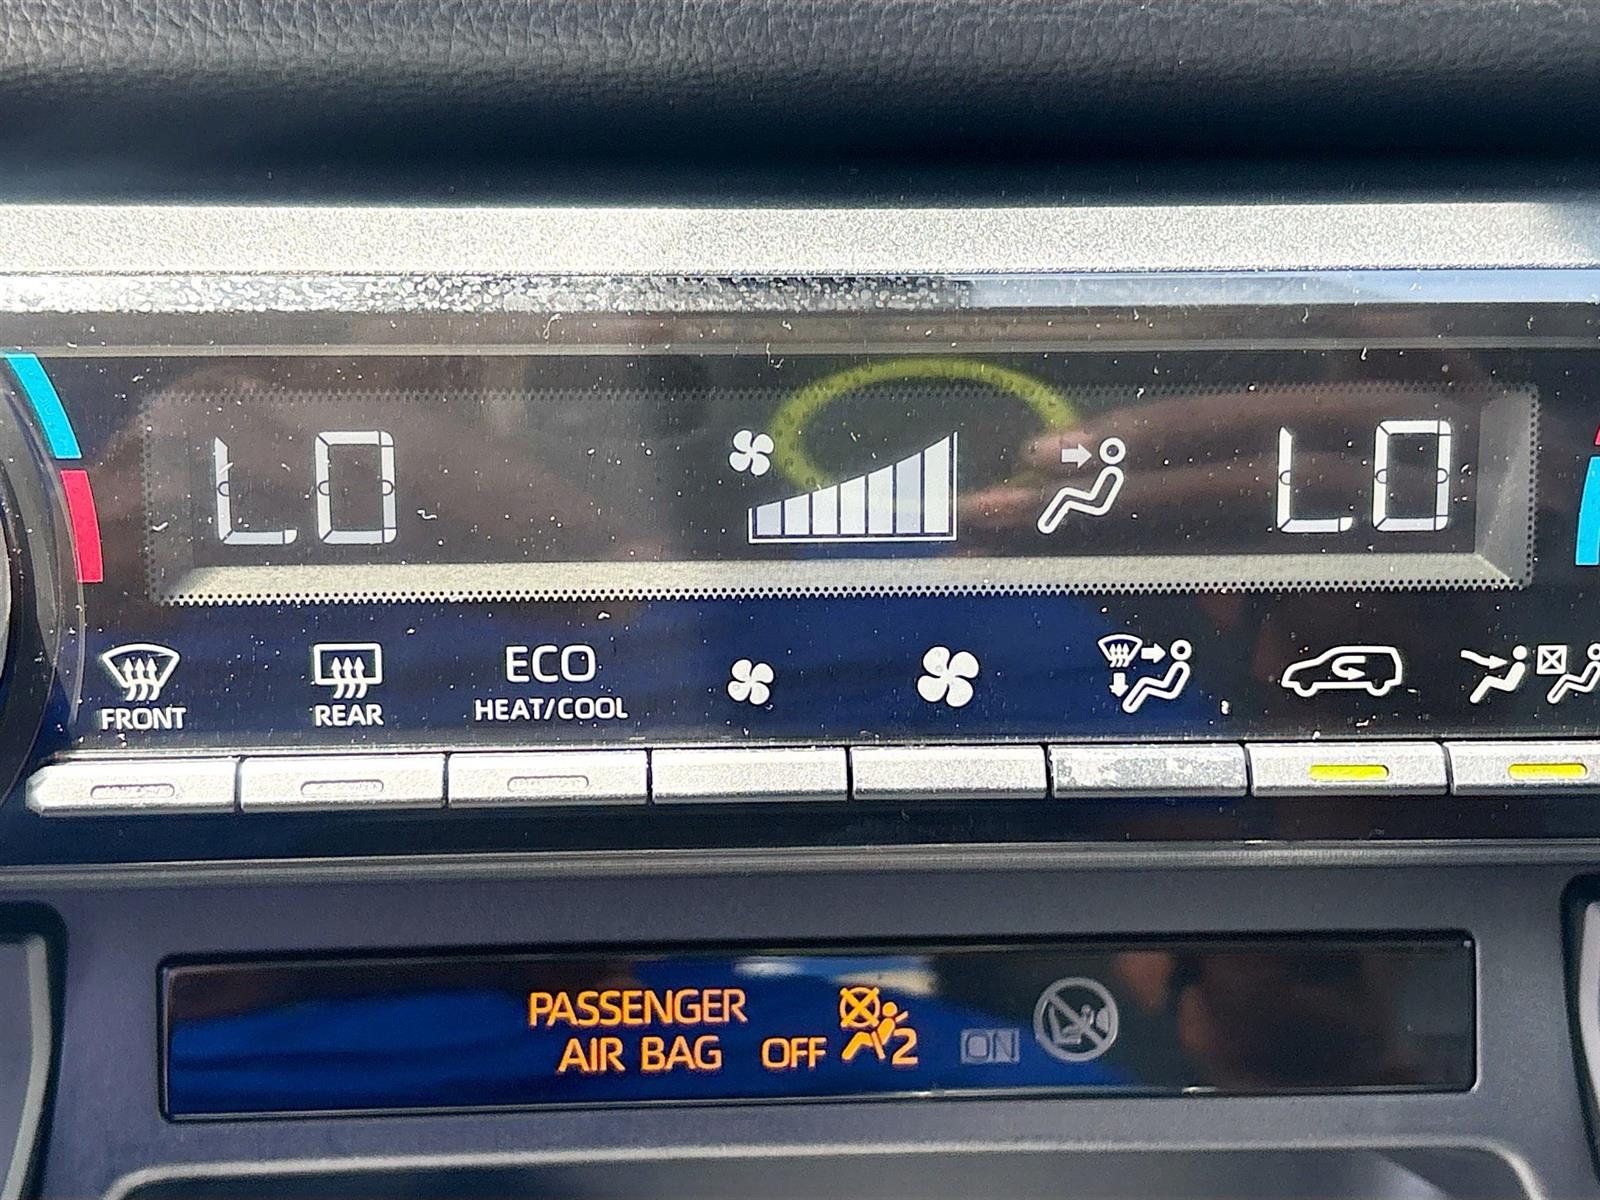 LO LO
FRONT REAR ECO
HEAT/COOL
PASSENGER
AIR BAG OFF 2 ON